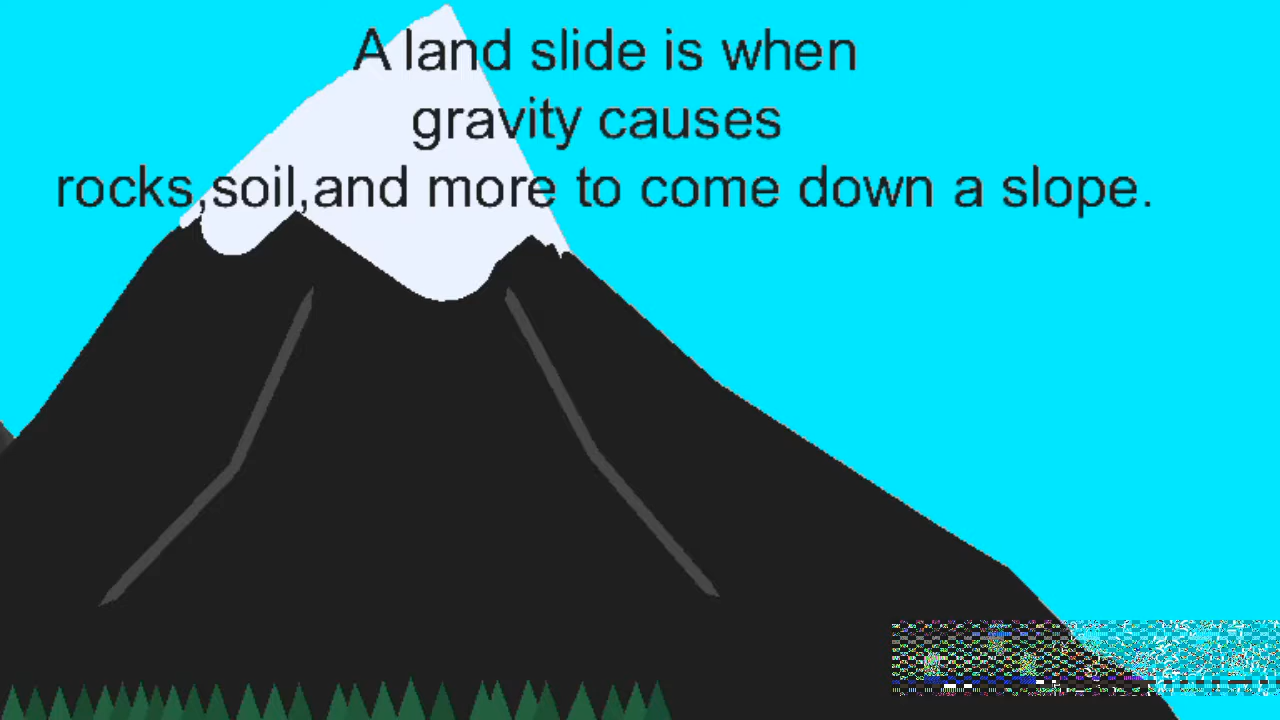 A land slide is when
gravity causes
rocks,soil,and more to come down a slope.